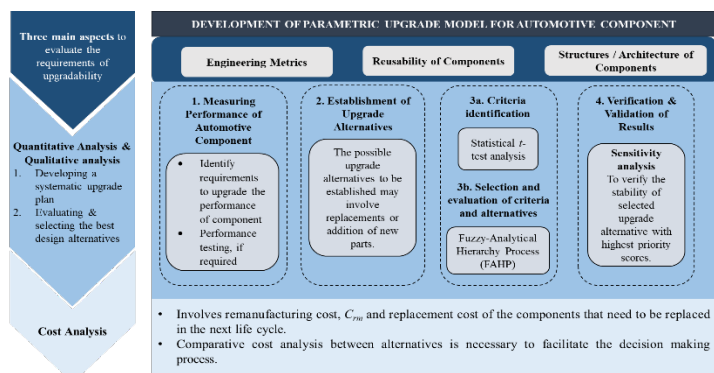 Three main aspects to
evaluate the
requirements of
upgradability
Quantitative Analysis &
Qualitative analysis
1. Developing a
systematic upgrade
plan
2. Evaluating &
selecting the best
design alternatives
Cost Analysis
DEVELOPMENT OF PARAMETRIC UPGRADE MODEL FOR AUTOMOTIVE COMPONENT
Engineering Metrics
Reusability of Components
Structures / Architecture of
Components
1. Measuring
Performance of
Automotive
Component
• Identify
requirements
to upgrade the
performance
of component
• Performance
testing, if
required
2. Establishment of
Upgrade
Alternatives
The possible
upgrade
alternatives to be
established may
involve
replacements or
addition of new
parts.
3a. Criteria
identification
Statistical t-
test analysis
3b. Selection and
evaluation of criteria
and alternatives
Fuzzy-Analytical
Hierarchy Process
(FAHP)
4. Verification &
Validation of
Results
Sensitivity
analysis
To verify the
stability of
selected
upgrade
alternative with
highest priority
scores.
• Involves remanufacturing cost, Crm and replacement cost of the components that need to be replaced
in the next life cycle.
• Comparative cost analysis between alternatives is necessary to facilitate the decision making
process.